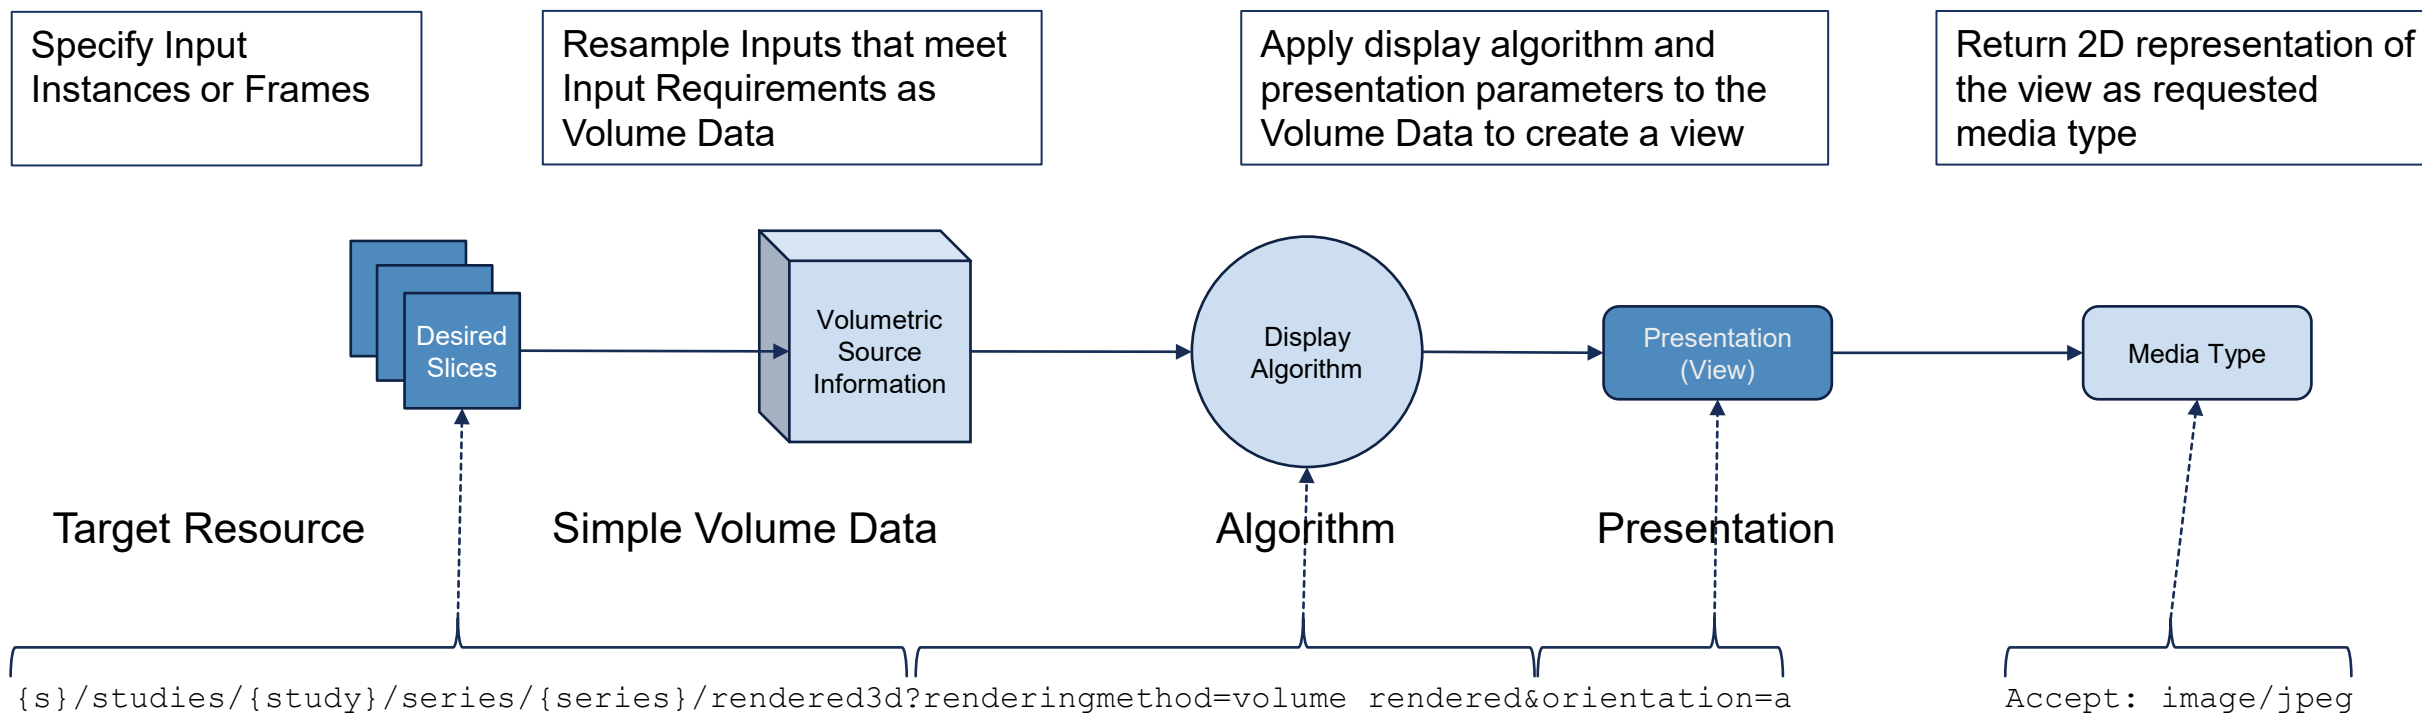 Specify Input
Instances or Frames
Resample Inputs that meet
Input Requirements as
Volume Data
Apply display algorithm and
presentation parameters to the
Volume Data to create a view
Return 2D representation of
the view as requested
media type
Desired
Slices
Volumetric
Source
Information
Display
Algorithm
Presentation
(View)
Media Type
Target Resource
Simple Volume Data
Algorithm
Presentation
{s}/studies/{study}/series/{series}/rendered3d?renderingmethod=volume rendered&orientation=a
Accept: image/jpeg